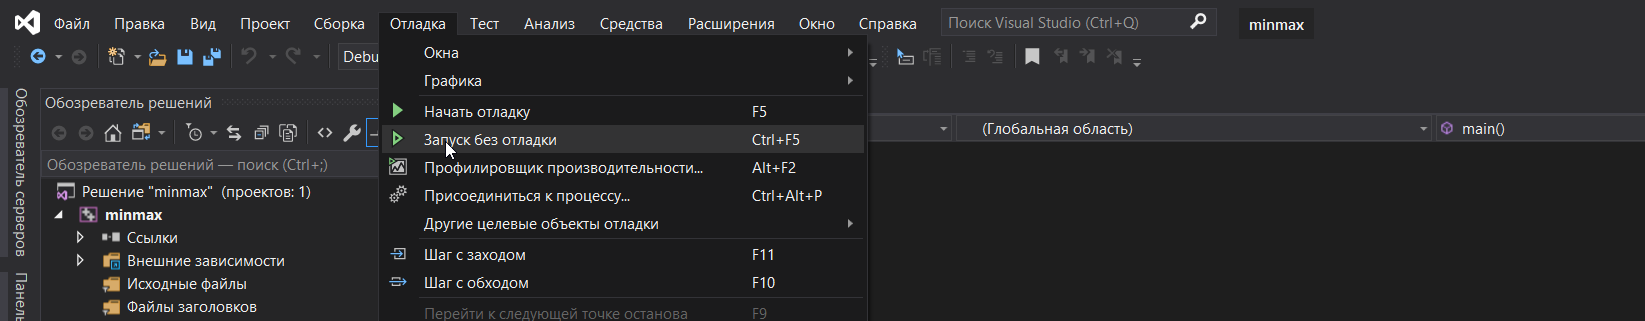 Файл Правка Вид Проект Сборка Отладка Тест Анализ Средства Расширения Окно Справка Поиск Visual Studio (Ctrl+Q) minmax
Debu
Окна
Графика
Начать отладку F5
Запуск без отладки Ctrl+F5
Профилировщик производительности... Alt+F2
Присоединиться к процессу... Ctrl+Alt+P
Другие целевые объекты отладки
Шаг с заходом F11
Шаг с обходом F10
Перейти к следующей точке останова F9
(Глобальная область) main()
Обозреватель серверов
Панель
Обозреватель решений
Обозреватель решений — поиск (Ctrl+;)
Решение "minmax" (проектов: 1)
minmax
Ссылки
Внешние зависимости
Исходные файлы
Файлы заголовков